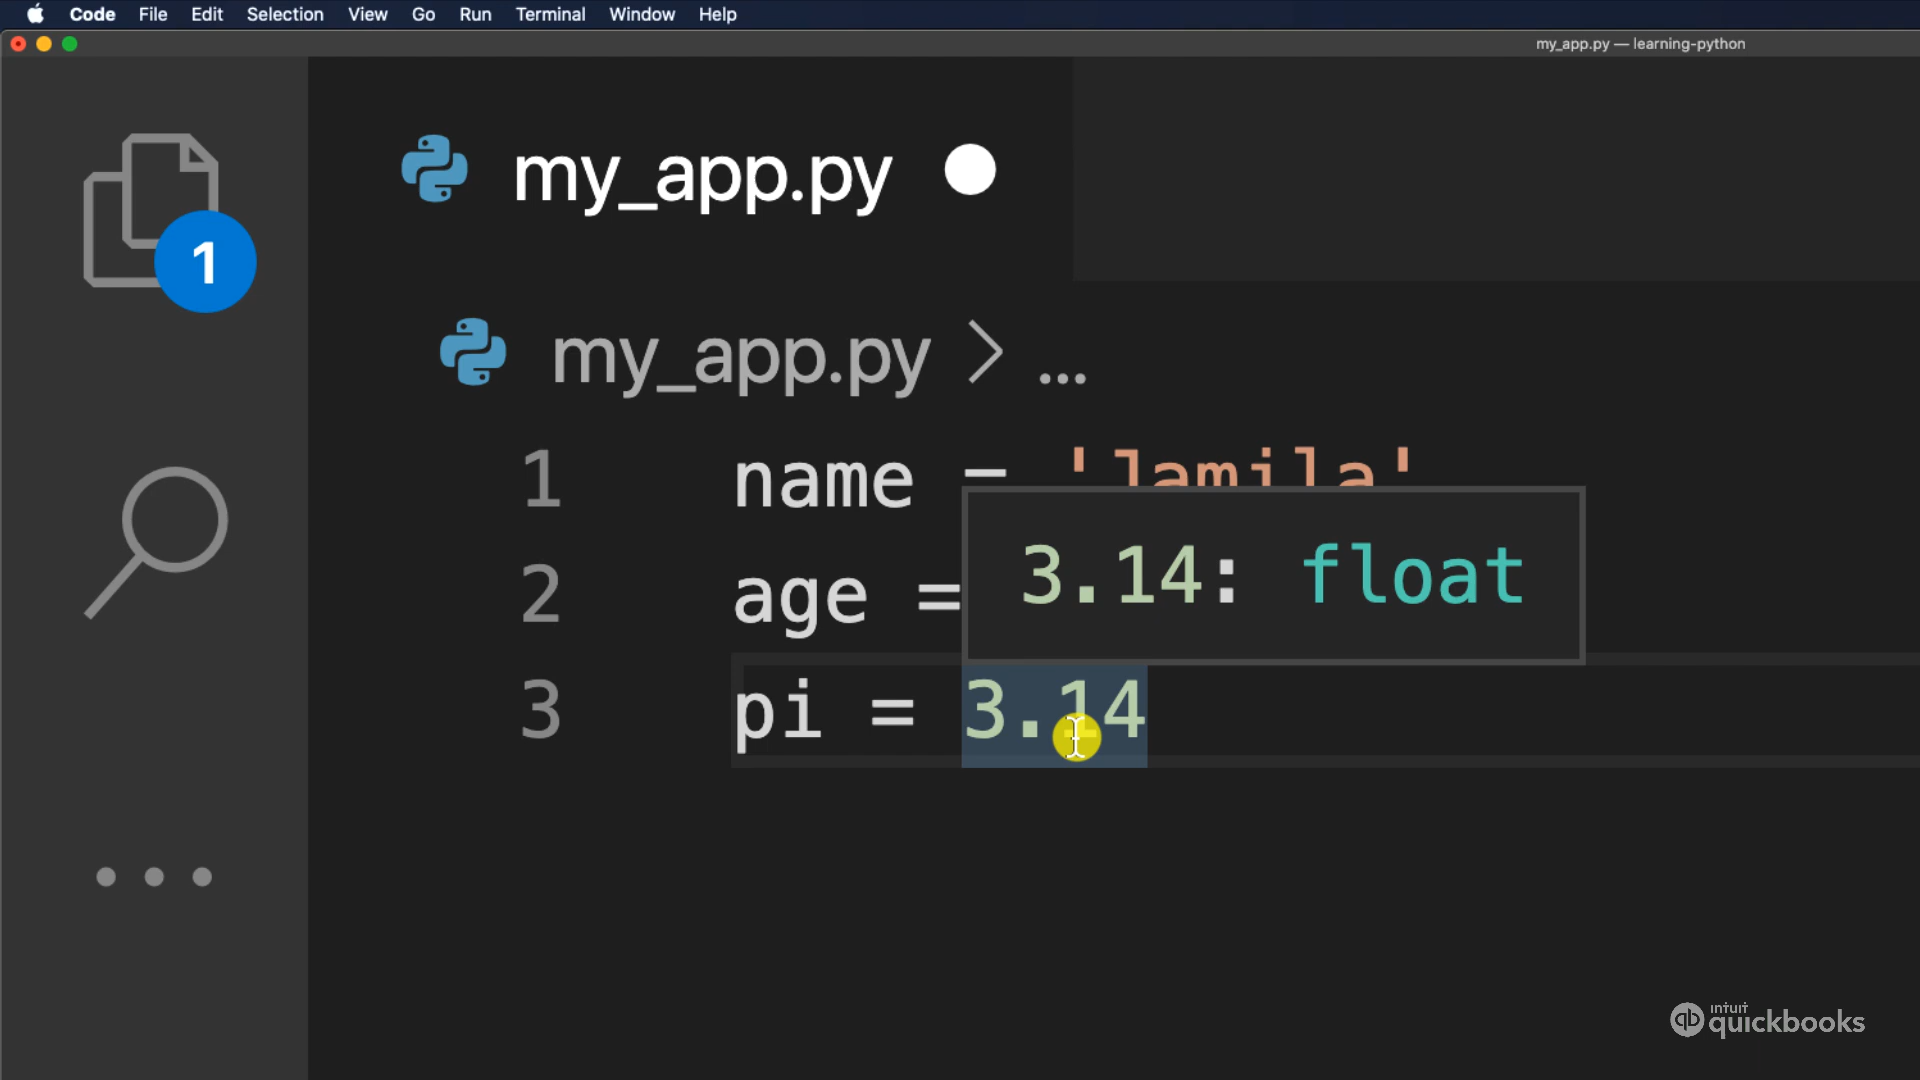 Code File Edit Selection View Go Run Terminal Window Help
my_app.py — learning-python
my_app.py
1
my_app.py > ...
1 name =
2 age =
3.14: float
3 pi = 3.14
intuit
qb quickbooks